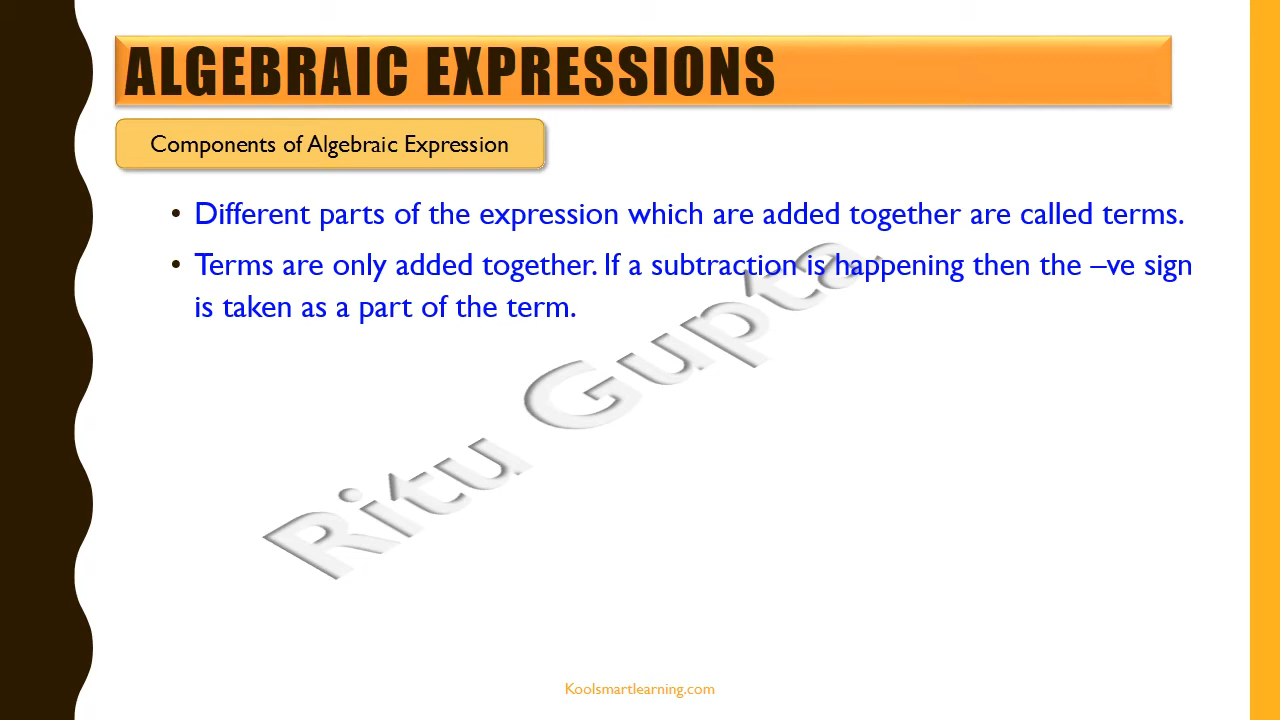 ALGEBRAIC EXPRESSIONS
Components of Algebraic Expression
• Different parts of the expression which are added together are called terms.
• Terms are only added together. If a subtraction is happening then the –ve sign
is taken as a part of the term.
Ritu Gupta
Koolsmartlearning.com